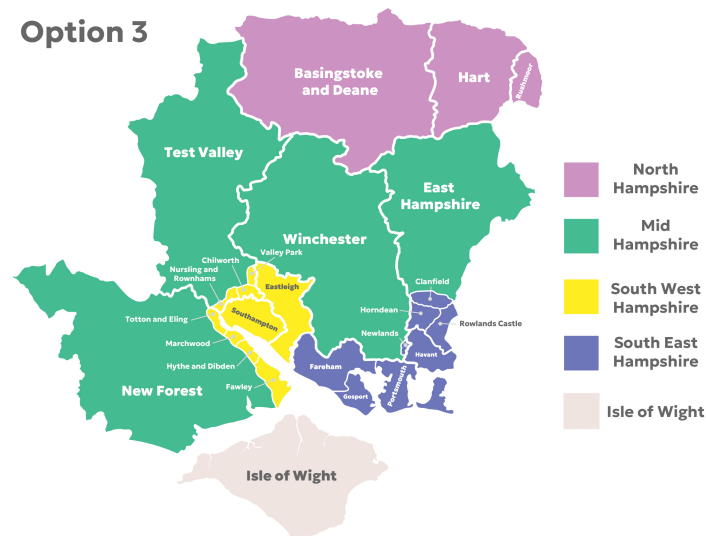 Option 3
Basingstoke
and Deane
Hart
Rushmoor
Test Valley
East
Hampshire
Winchester
Valley Park
Chilworth
Nursling and
Rownhams
Eastleigh
Clanfield
Southampton
Horndean
Totton and Eling
Rowlands Castle
Newlands
Marchwood
Havant
Hythe and Dibden
Fareham
Portsmouth
Fawley
New Forest
Gosport
Isle of Wight
North
Hampshire
Mid
Hampshire
South West
Hampshire
South East
Hampshire
Isle of Wight